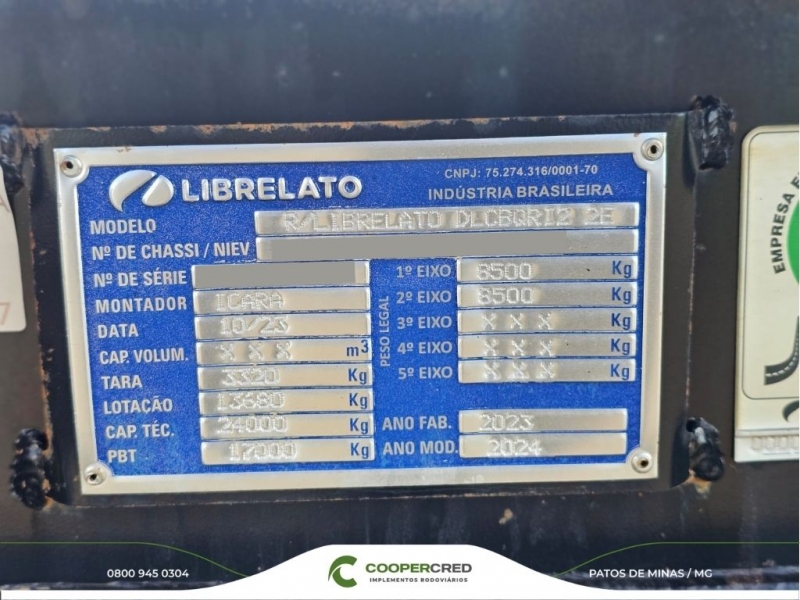 LIBRELATO
CNPJ: 75.274.316/0001-70
INDÚSTRIA BRASILEIRA
MODELO R/LIBRELATO DLCBQRI2 2E
Nº DE CHASSI / NIEV
Nº DE SÉRIE
MONTADOR ICARA
DATA 10/23
CAP. VOLUM. X X X m3
TARA 3320 Kg
LOTAÇÃO 13680 Kg
CAP. TÉC. 24000 Kg
PBT 17000 Kg
PESO LEGAL
1º EIXO 8500 Kg
2º EIXO 8500 Kg
3º EIXO X X X Kg
4º EIXO X X X Kg
5º EIXO X X X Kg
ANO FAB. 2023
ANO MOD. 2024
EMPRESA
0800 945 0304
COOPERCRED
IMPLEMENTOS RODOVIÁRIOS
PATOS DE MINAS / MG